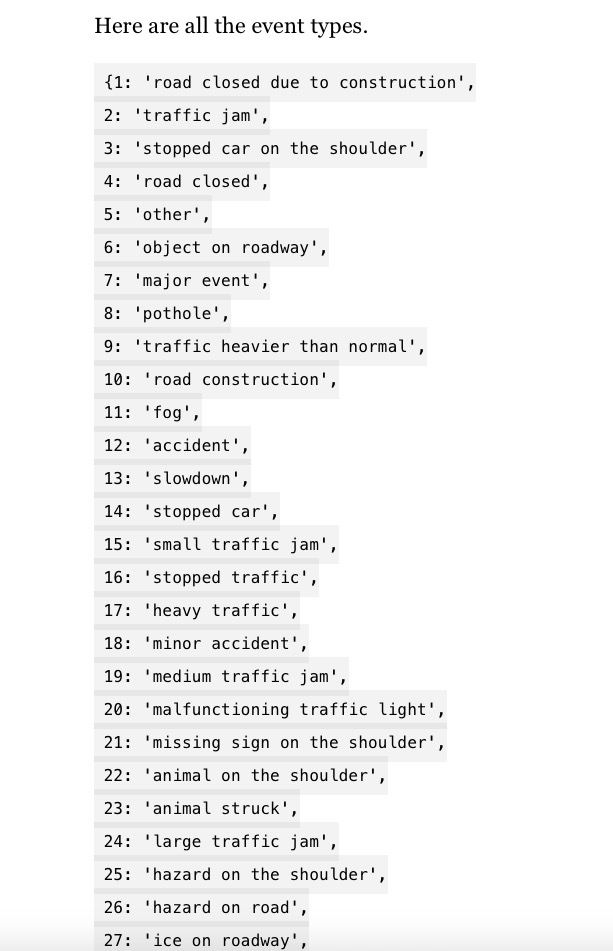 Here are all the event types.
{1: 'road closed due to construction',
2: 'traffic jam',
3: 'stopped car on the shoulder',
4: 'road closed',
5: 'other',
6: 'object on roadway',
7: 'major event',
8: 'pothole',
9: 'traffic heavier than normal',
10: 'road construction',
11: 'fog',
12: 'accident',
13: 'slowdown',
14: 'stopped car',
15: 'small traffic jam',
16: 'stopped traffic',
17: 'heavy traffic',
18: 'minor accident',
19: 'medium traffic jam',
20: 'malfunctioning traffic light',
21: 'missing sign on the shoulder',
22: 'animal on the shoulder',
23: 'animal struck',
24: 'large traffic jam',
25: 'hazard on the shoulder',
26: 'hazard on road',
27: 'ice on roadway',